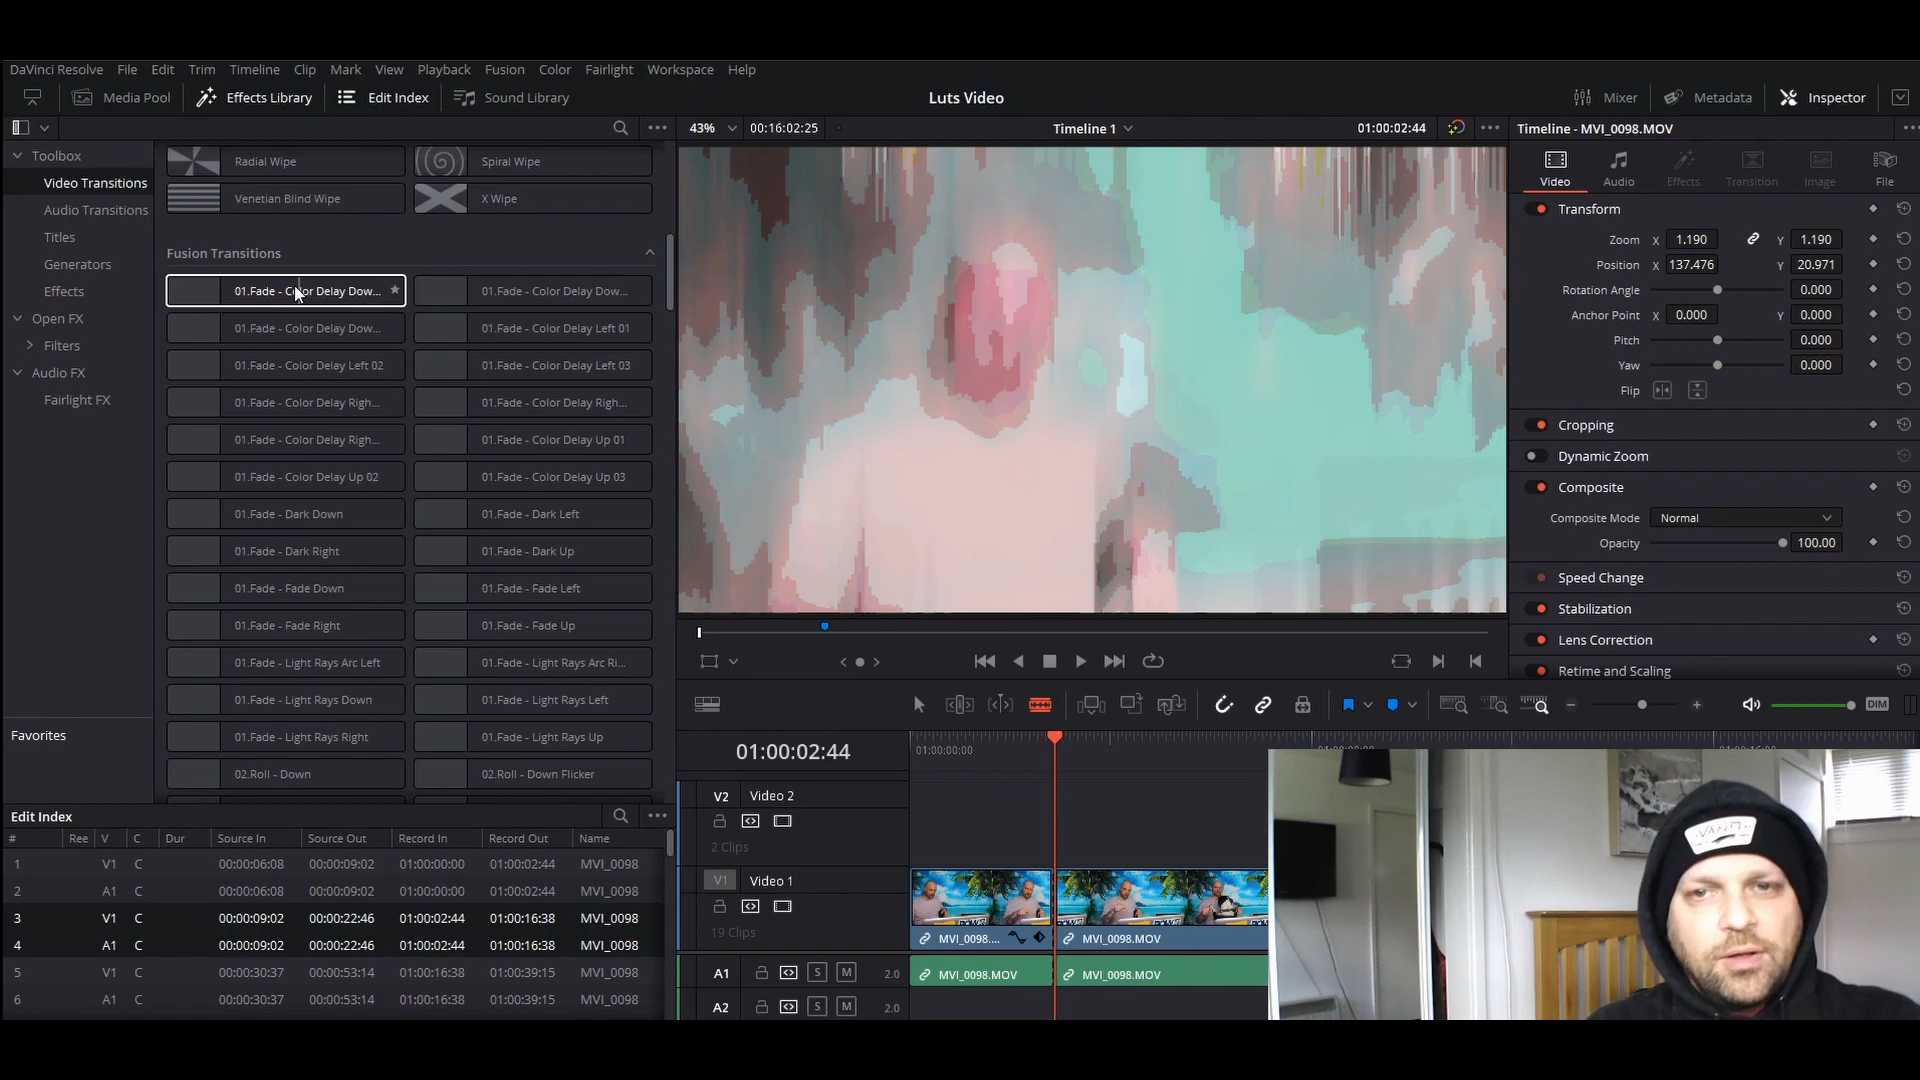 DaVinci Resolve File Edit Trim Timeline Clip Mark View Playback Fusion Color Fairlight Workspace Help
Media Pool Effects Library Edit Index Sound Library Luts Video Mixer Metadata Inspector
43% 00:16:02:25 Timeline 1 01:00:02:44 Timeline - MVI_0098.MOV
Toolbox
Video Transitions
Audio Transitions
Titles
Generators
Effects
Open FX
Filters
Audio FX
Fairlight FX
Favorites
Radial Wipe Spiral Wipe
Venetian Blind Wipe X Wipe
Fusion Transitions
01.Fade - Color Delay Dow... 01.Fade - Color Delay Dow...
01.Fade - Color Delay Dow... 01.Fade - Color Delay Left 01
01.Fade - Color Delay Left 02 01.Fade - Color Delay Left 03
01.Fade - Color Delay Righ... 01.Fade - Color Delay Righ...
01.Fade - Color Delay Righ... 01.Fade - Color Delay Up 01
01.Fade - Color Delay Up 02 01.Fade - Color Delay Up 03
01.Fade - Dark Down 01.Fade - Dark Left
01.Fade - Dark Right 01.Fade - Dark Up
01.Fade - Fade Down 01.Fade - Fade Left
01.Fade - Fade Right 01.Fade - Fade Up
01.Fade - Light Rays Arc Left 01.Fade - Light Rays Arc Ri...
01.Fade - Light Rays Down 01.Fade - Light Rays Left
01.Fade - Light Rays Right 01.Fade - Light Rays Up
02.Roll - Down 02.Roll - Down Flicker
Video Audio Effects Transition Image File
Transform
Zoom X 1.190 Y 1.190
Position X 137.476 Y 20.971
Rotation Angle 0.000
Anchor Point X 0.000 Y 0.000
Pitch 0.000
Yaw 0.000
Flip
Cropping
Dynamic Zoom
Composite
Composite Mode Normal
Opacity 100.00
Speed Change
Stabilization
Lens Correction
Retime and Scaling
DIM
Edit Index
# Ree V C Dur Source In Source Out Record In Record Out Name
1 V1 C 00:00:06:08 00:00:09:02 01:00:00:00 01:00:02:44 MVI_0098
2 A1 C 00:00:06:08 00:00:09:02 01:00:00:00 01:00:02:44 MVI_0098
3 V1 C 00:00:09:02 00:00:22:46 01:00:02:44 01:00:16:38 MVI_0098
4 A1 C 00:00:09:02 00:00:22:46 01:00:02:44 01:00:16:38 MVI_0098
5 V1 C 00:00:30:37 00:00:53:14 01:00:16:38 01:00:39:15 MVI_0098
6 A1 C 00:00:30:37 00:00:53:14 01:00:16:38 01:00:39:15 MVI_0098
01:00:02:44 01:00:00:00
V2 Video 2
2 Clips
V1 Video 1
19 Clips
MVI_0098.... MVI_0098.MOV
A1 S M 2.0 MVI_0098.MOV MVI_0098.MOV
A2 S M 2.0